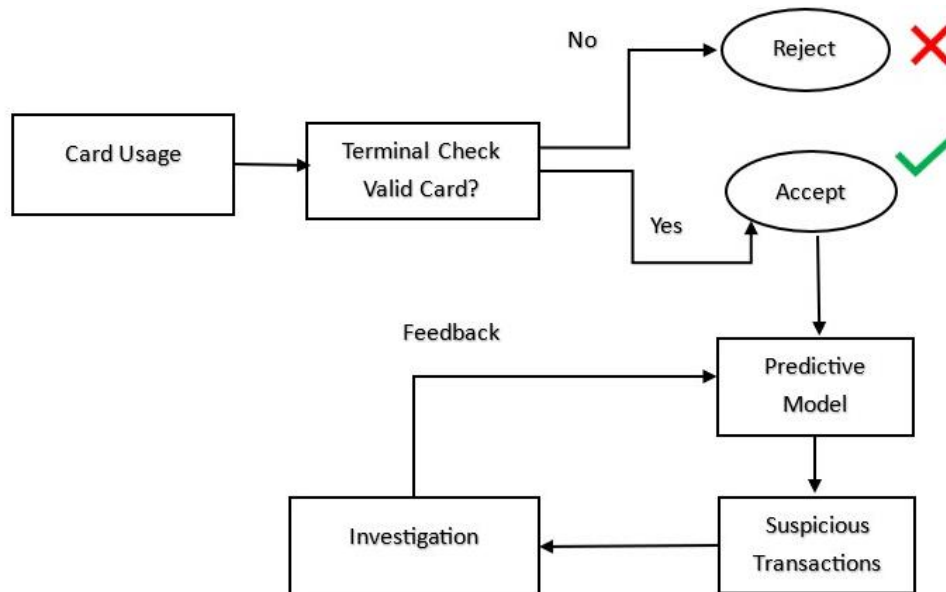 No
Reject
Card Usage
Terminal Check
Valid Card?
Accept
Yes
Feedback
Predictive
Model
Investigation
Suspicious
Transactions